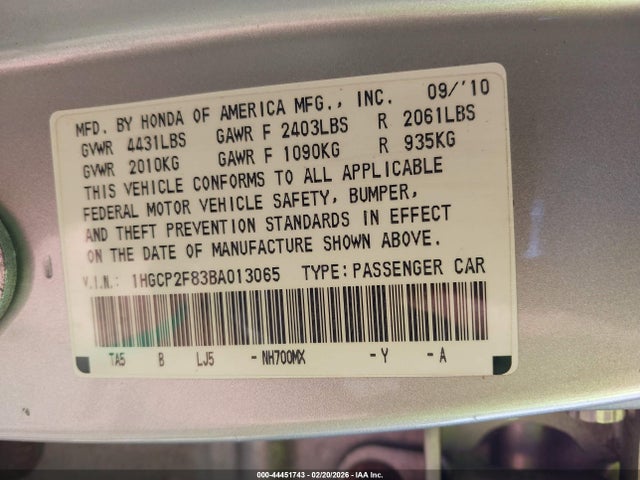 MFD. BY HONDA OF AMERICA MFG., INC. 09/'10
GVWR 4431LBS GAWR F 2403LBS R 2061LBS
GVWR 2010KG GAWR F 1090KG R 935KG
THIS VEHICLE CONFORMS TO ALL APPLICABLE
FEDERAL MOTOR VEHICLE SAFETY, BUMPER,
AND THEFT PREVENTION STANDARDS IN EFFECT
ON THE DATE OF MANUFACTURE SHOWN ABOVE.
V.I.N.: 1HGCP2F83BA013065 TYPE: PASSENGER CAR
TA5 B LJ5 - NH700MX - Y - A
000-44451743 - 02/20/2026 - IAA Inc.